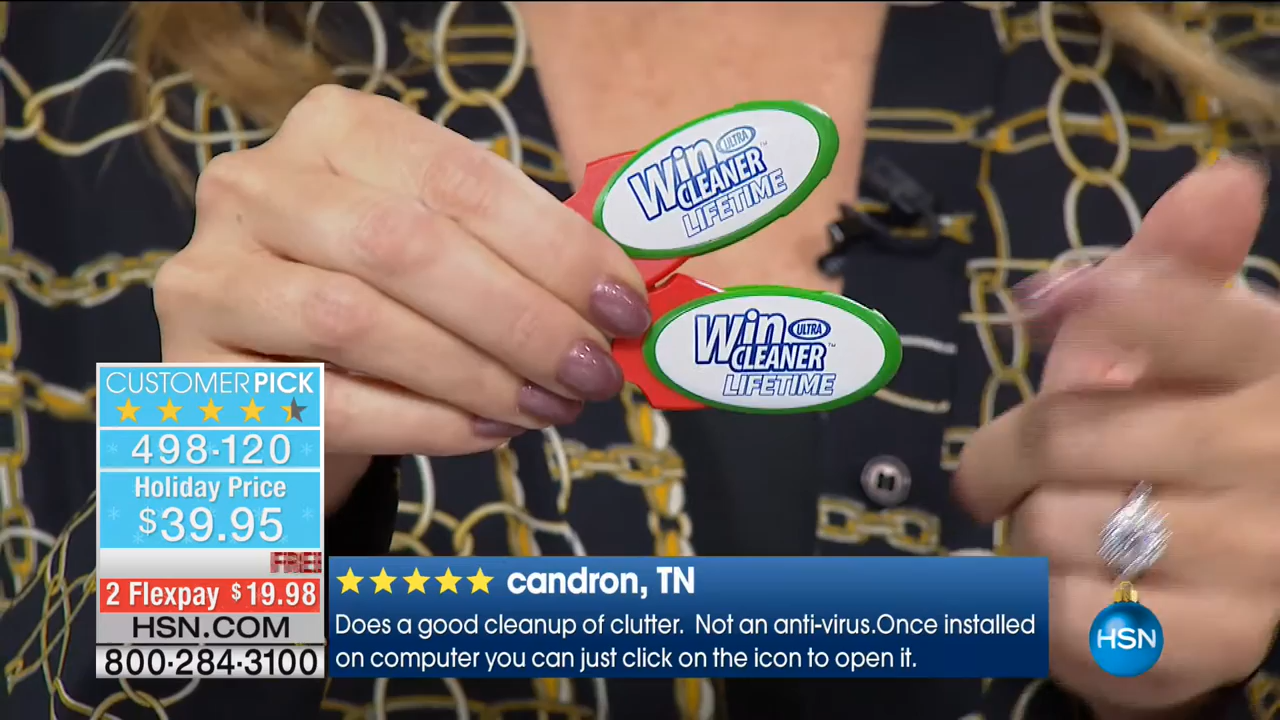 Win ULTRA
CLEANER
LIFETIME
Win ULTRA
CLEANER ™
LIFETIME
CUSTOMER PICK
498-120
Holiday Price
$39.95
FREE
2 Flexpay $19.98
HSN.COM
800-284-3100
candron, TN
Does a good cleanup of clutter. Not an anti-virus.Once installed
on computer you can just click on the icon to open it.
HSN